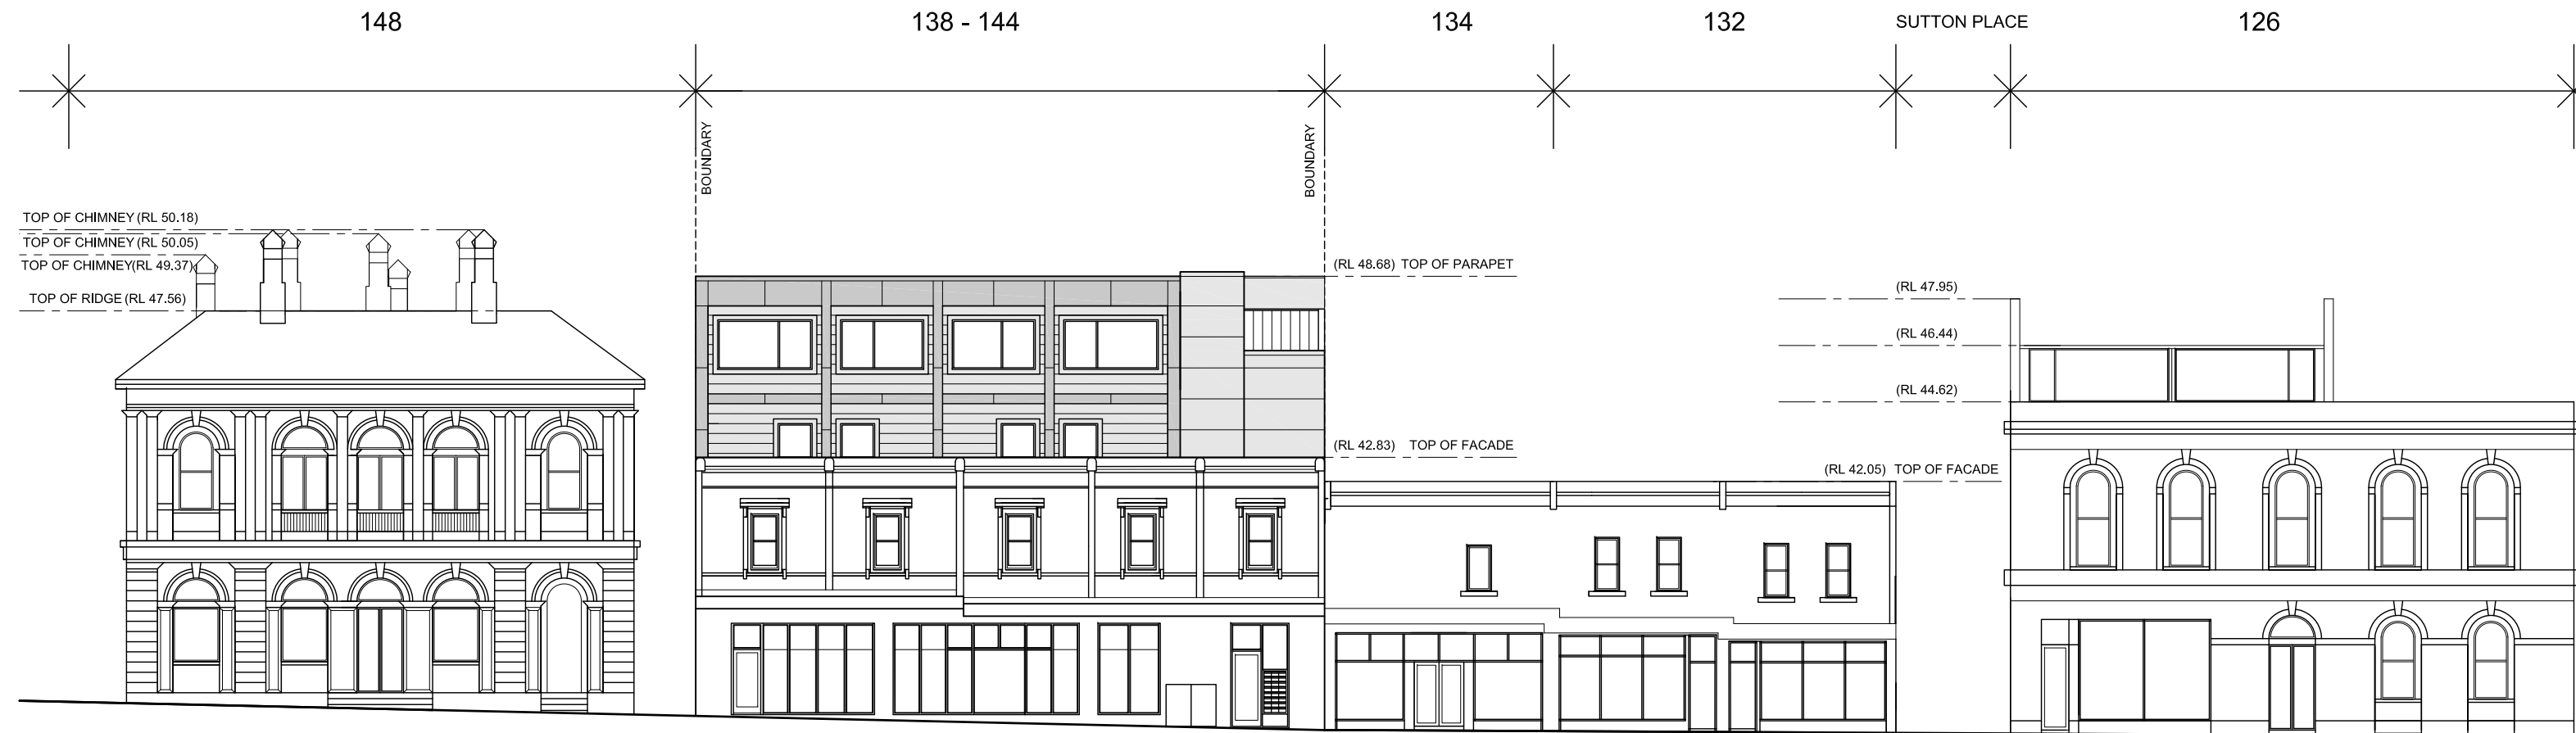 148
138 - 144
134
132
SUTTON PLACE
126
BOUNDARY
BOUNDARY
TOP OF CHIMNEY (RL 50.18)
TOP OF CHIMNEY (RL 50.05)
TOP OF CHIMNEY(RL 49.37)
TOP OF RIDGE (RL 47.56)
(RL 48.68) TOP OF PARAPET
(RL 47.95)
(RL 46.44)
(RL 44.62)
(RL 42.83) TOP OF FACADE
(RL 42.05) TOP OF FACADE